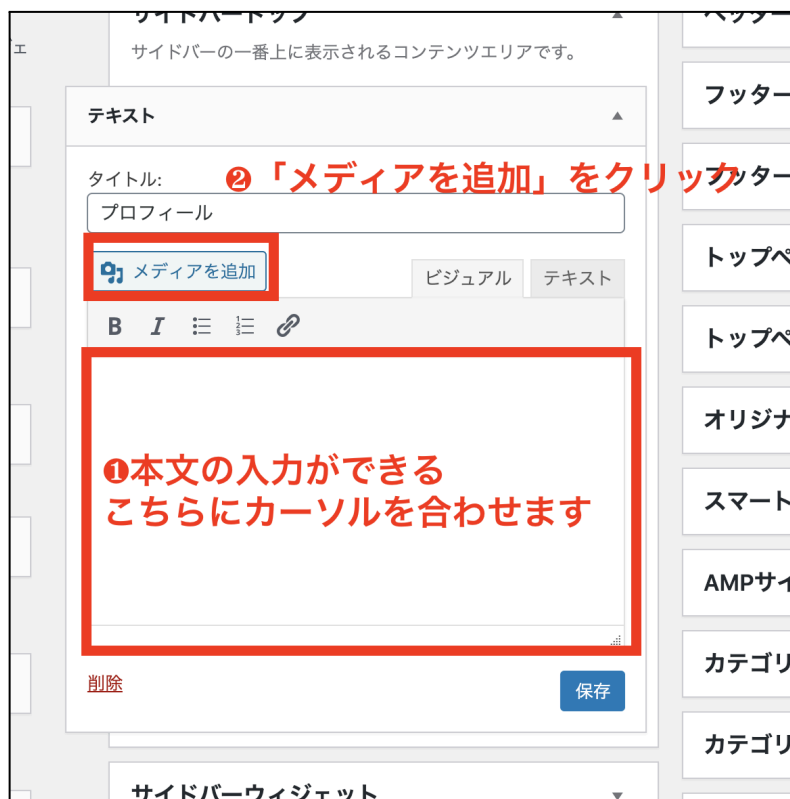 サイドバートップ
ェ
サイドバーの一番上に表示されるコンテンツエリアです。
テキスト
タイトル:
❷「メディアを追加」をクリック
プロフィール
メディアを追加
ビジュアル
テキスト
B I
❶本文の入力ができる
こちらにカーソルを合わせます
削除
保存
サイドバーウィジェット
ヘッター
フッター
フッター
トップペ
トップペ
オリジナ
スマート
AMPサイ
カテゴリ
カテゴリ